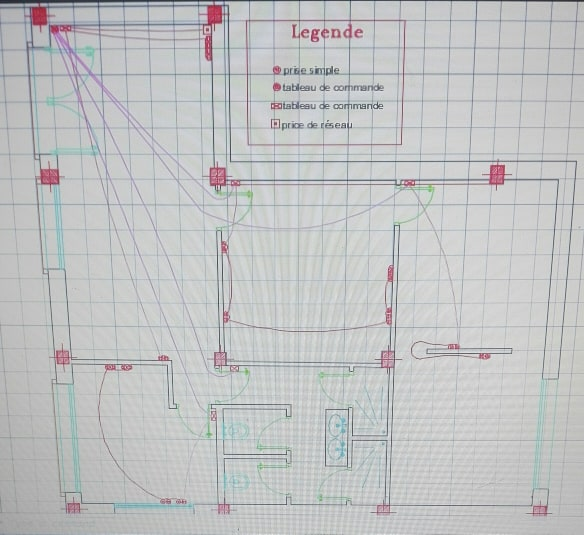 Legende
prise simple
tableau de commande
tableau de commande
price de réseau